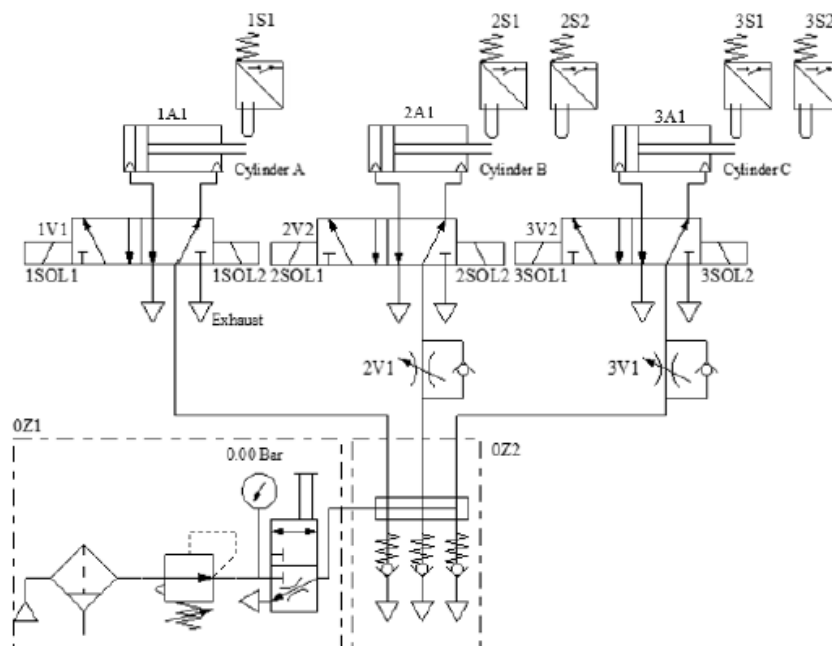 1S1
2S1
2S2
3S1
3S2
1A1
2A1
3A1
Cylinder A
Cylinder B
Cylinder C
1V1
2V2
3V2
1SOL1
1SOL2
2SOL1
2SOL2
3SOL1
3SOL2
Exhaust
2V1
3V1
0Z1
0.00 Bar
0Z2